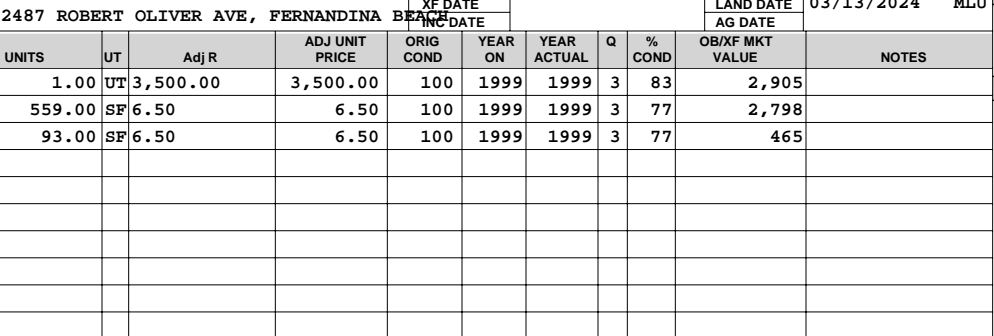 XF DATE LAND DATE 03/13/2024 MLU
2487 ROBERT OLIVER AVE, FERNANDINA BEACH INC DATE AG DATE
UNITS UT Adj R ADJ UNIT PRICE ORIG COND YEAR ON YEAR ACTUAL Q % COND OB/XF MKT VALUE NOTES
1.00 UT 3,500.00 3,500.00 100 1999 1999 3 83 2,905
559.00 SF 6.50 6.50 100 1999 1999 3 77 2,798
93.00 SF 6.50 6.50 100 1999 1999 3 77 465